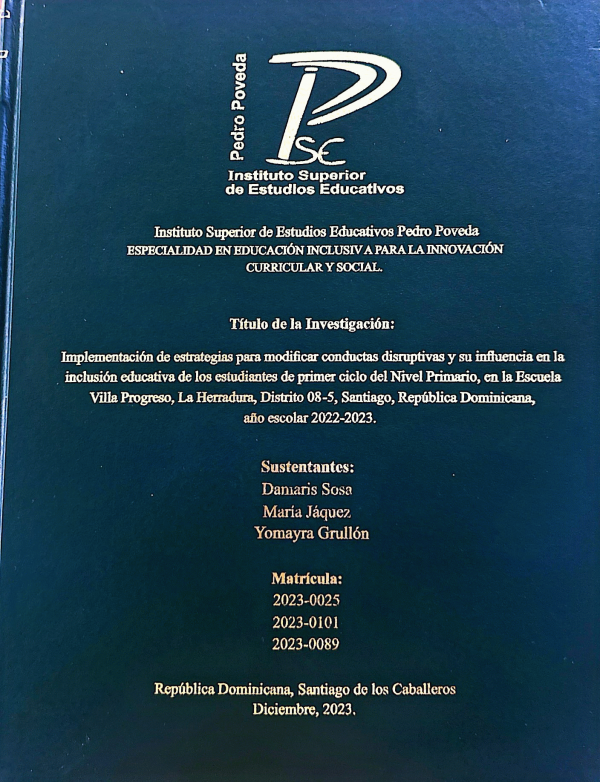 Pedro Poveda
ISE
Instituto Superior
de Estudios Educativos
Instituto Superior de Estudios Educativos Pedro Poveda
ESPECIALIDAD EN EDUCACIÓN INCLUSIVA PARA LA INNOVACIÓN
CURRICULAR Y SOCIAL.
Título de la Investigación:
Implementación de estrategias para modificar conductas disruptivas y su influencia en la
inclusión educativa de los estudiantes de primer ciclo del Nivel Primario, en la Escuela
Villa Progreso, La Herradura, Distrito 08-5, Santiago, República Dominicana,
año escolar 2022-2023.
Sustentantes:
Damaris Sosa
María Jáquez
Yomayra Grullón
Matrícula:
2023-0025
2023-0101
2023-0089
República Dominicana, Santiago de los Caballeros
Diciembre, 2023.